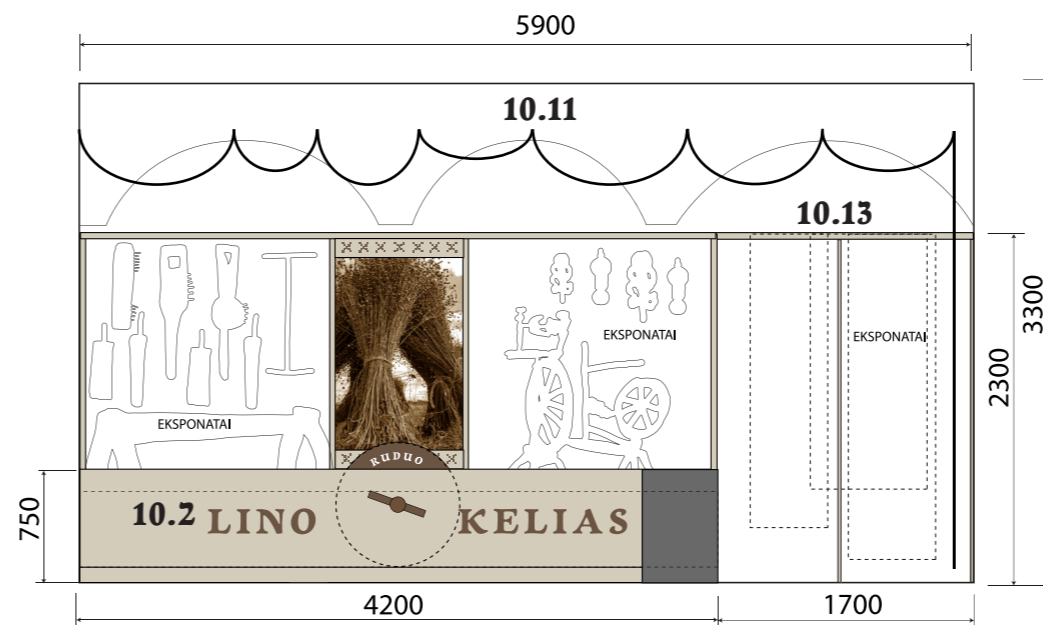 5900
10.11
10.13
EKSPONATAI
EKSPONATAI
EKSPONATAI
3300
2300
RUDUO
750
10.2 LINO KELIAS
4200
1700